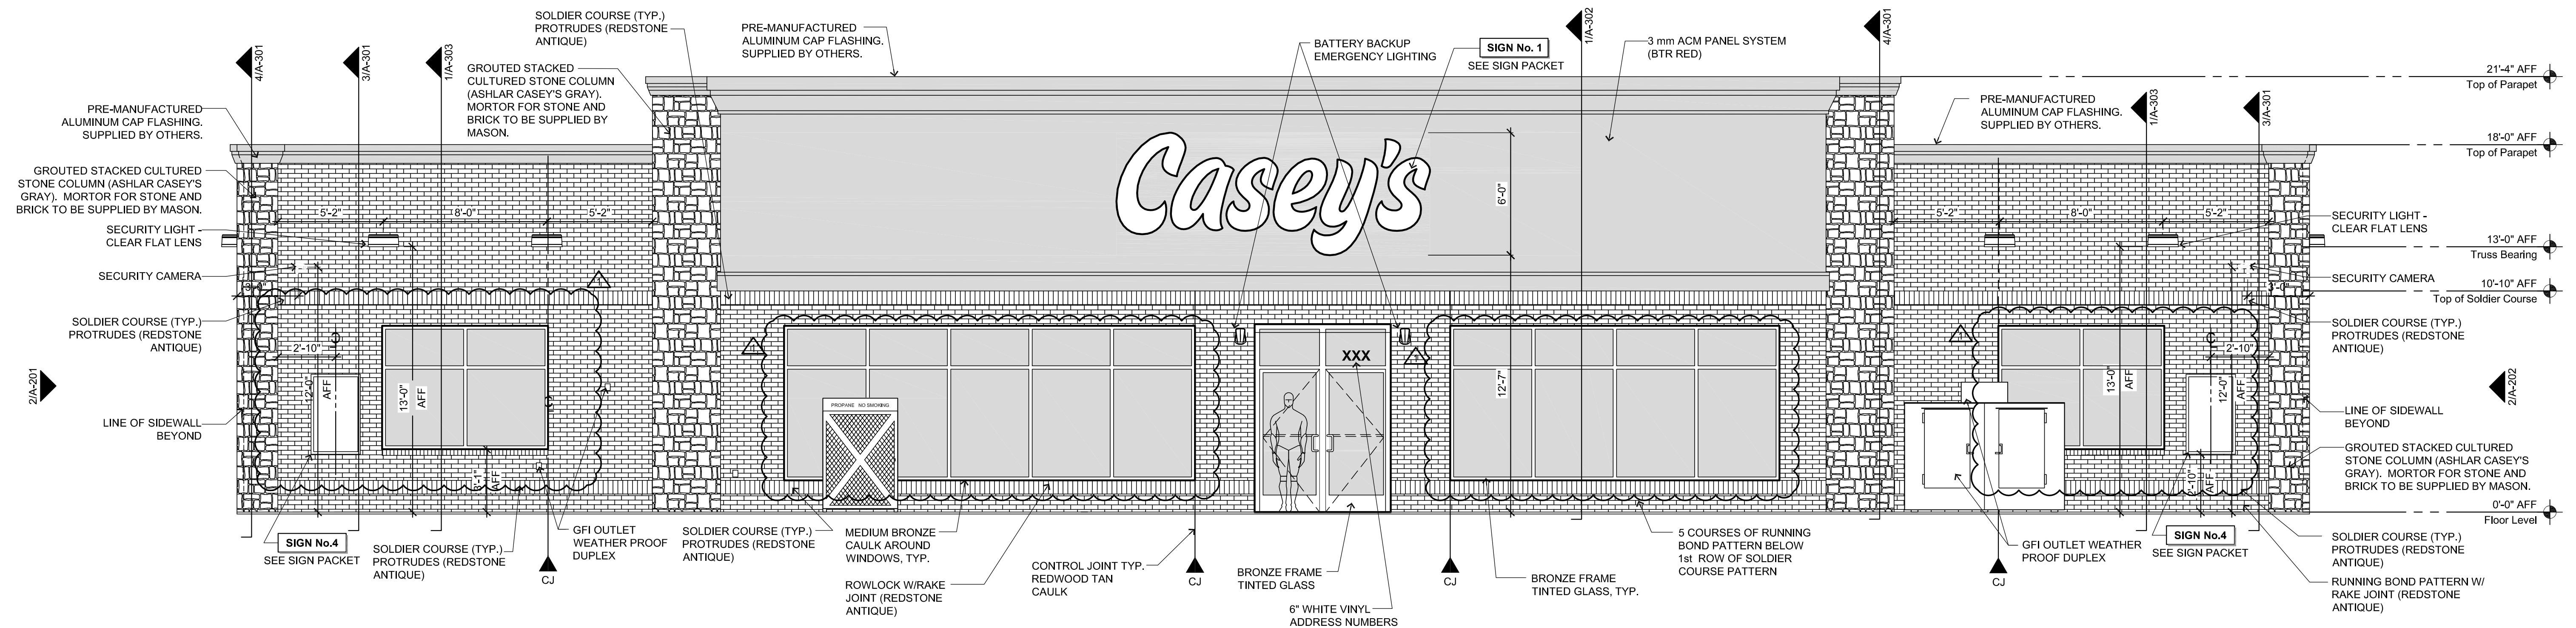 SOLDIER COURSE (TYP.)
PROTRUDES (REDSTONE
ANTIQUE)
PRE-MANUFACTURED
ALUMINUM CAP FLASHING.
SUPPLIED BY OTHERS.
BATTERY BACKUP
EMERGENCY LIGHTING
SIGN No. 1
SEE SIGN PACKET
1/A-302
3 mm ACM PANEL SYSTEM
(BTR RED)
4/A-301
4/A-301
3/A-301
1/A-303
GROUTED STACKED
CULTURED STONE COLUMN
(ASHLAR CASEY'S GRAY).
MORTOR FOR STONE AND
BRICK TO BE SUPPLIED BY
MASON.
21'-4" AFF
Top of Parapet
PRE-MANUFACTURED
ALUMINUM CAP FLASHING.
SUPPLIED BY OTHERS.
PRE-MANUFACTURED
ALUMINUM CAP FLASHING.
SUPPLIED BY OTHERS.
1/A-303
3/A-301
18'-0" AFF
Top of Parapet
Casey's
6'-0"
GROUTED STACKED CULTURED
STONE COLUMN (ASHLAR CASEY'S
GRAY).  MORTOR FOR STONE AND
BRICK TO BE SUPPLIED BY MASON.
5'-2"
8'-0"
5'-2"
5'-2"
8'-0"
5'-2"
SECURITY LIGHT -
CLEAR FLAT LENS
SECURITY LIGHT -
CLEAR FLAT LENS
13'-0" AFF
Truss Bearing
SECURITY CAMERA
SECURITY CAMERA
3'-0"
3'-0"
10'-10" AFF
Top of Soldier Course
SOLDIER COURSE (TYP.)
PROTRUDES (REDSTONE
ANTIQUE)
SOLDIER COURSE (TYP.)
PROTRUDES (REDSTONE
ANTIQUE)
2'-10"
2'-10"
XXX
2/A-201
12'-0"
AFF
13'-0"
AFF
12'-7"
13'-0"
AFF
12'-0"
AFF
2/A-202
PROPANE   NO SMOKING
LINE OF SIDEWALL
BEYOND
LINE OF SIDEWALL
BEYOND
GROUTED STACKED CULTURED
STONE COLUMN (ASHLAR CASEY'S
GRAY).  MORTOR FOR STONE AND
BRICK TO BE SUPPLIED BY MASON.
3'-1"
AFF
2'-10"
AFF
0'-0" AFF
Floor Level
SIGN No.4
SEE SIGN PACKET
SOLDIER COURSE (TYP.)
PROTRUDES (REDSTONE
ANTIQUE)
CJ
GFI OUTLET
WEATHER PROOF
DUPLEX
SOLDIER COURSE (TYP.)
PROTRUDES (REDSTONE
ANTIQUE)
MEDIUM BRONZE
CAULK AROUND
WINDOWS, TYP.
ROWLOCK W/RAKE
JOINT (REDSTONE
ANTIQUE)
CONTROL JOINT TYP.
REDWOOD TAN
CAULK
CJ
BRONZE FRAME
TINTED GLASS
6" WHITE VINYL
ADDRESS NUMBERS
CJ
BRONZE FRAME
TINTED GLASS, TYP.
5 COURSES OF RUNNING
BOND PATTERN BELOW
1st  ROW OF SOLDIER
COURSE PATTERN
CJ
GFI OUTLET WEATHER
PROOF DUPLEX
SIGN No.4
SEE SIGN PACKET
SOLDIER COURSE (TYP.)
PROTRUDES (REDSTONE
ANTIQUE)
RUNNING BOND PATTERN W/
RAKE JOINT (REDSTONE
ANTIQUE)